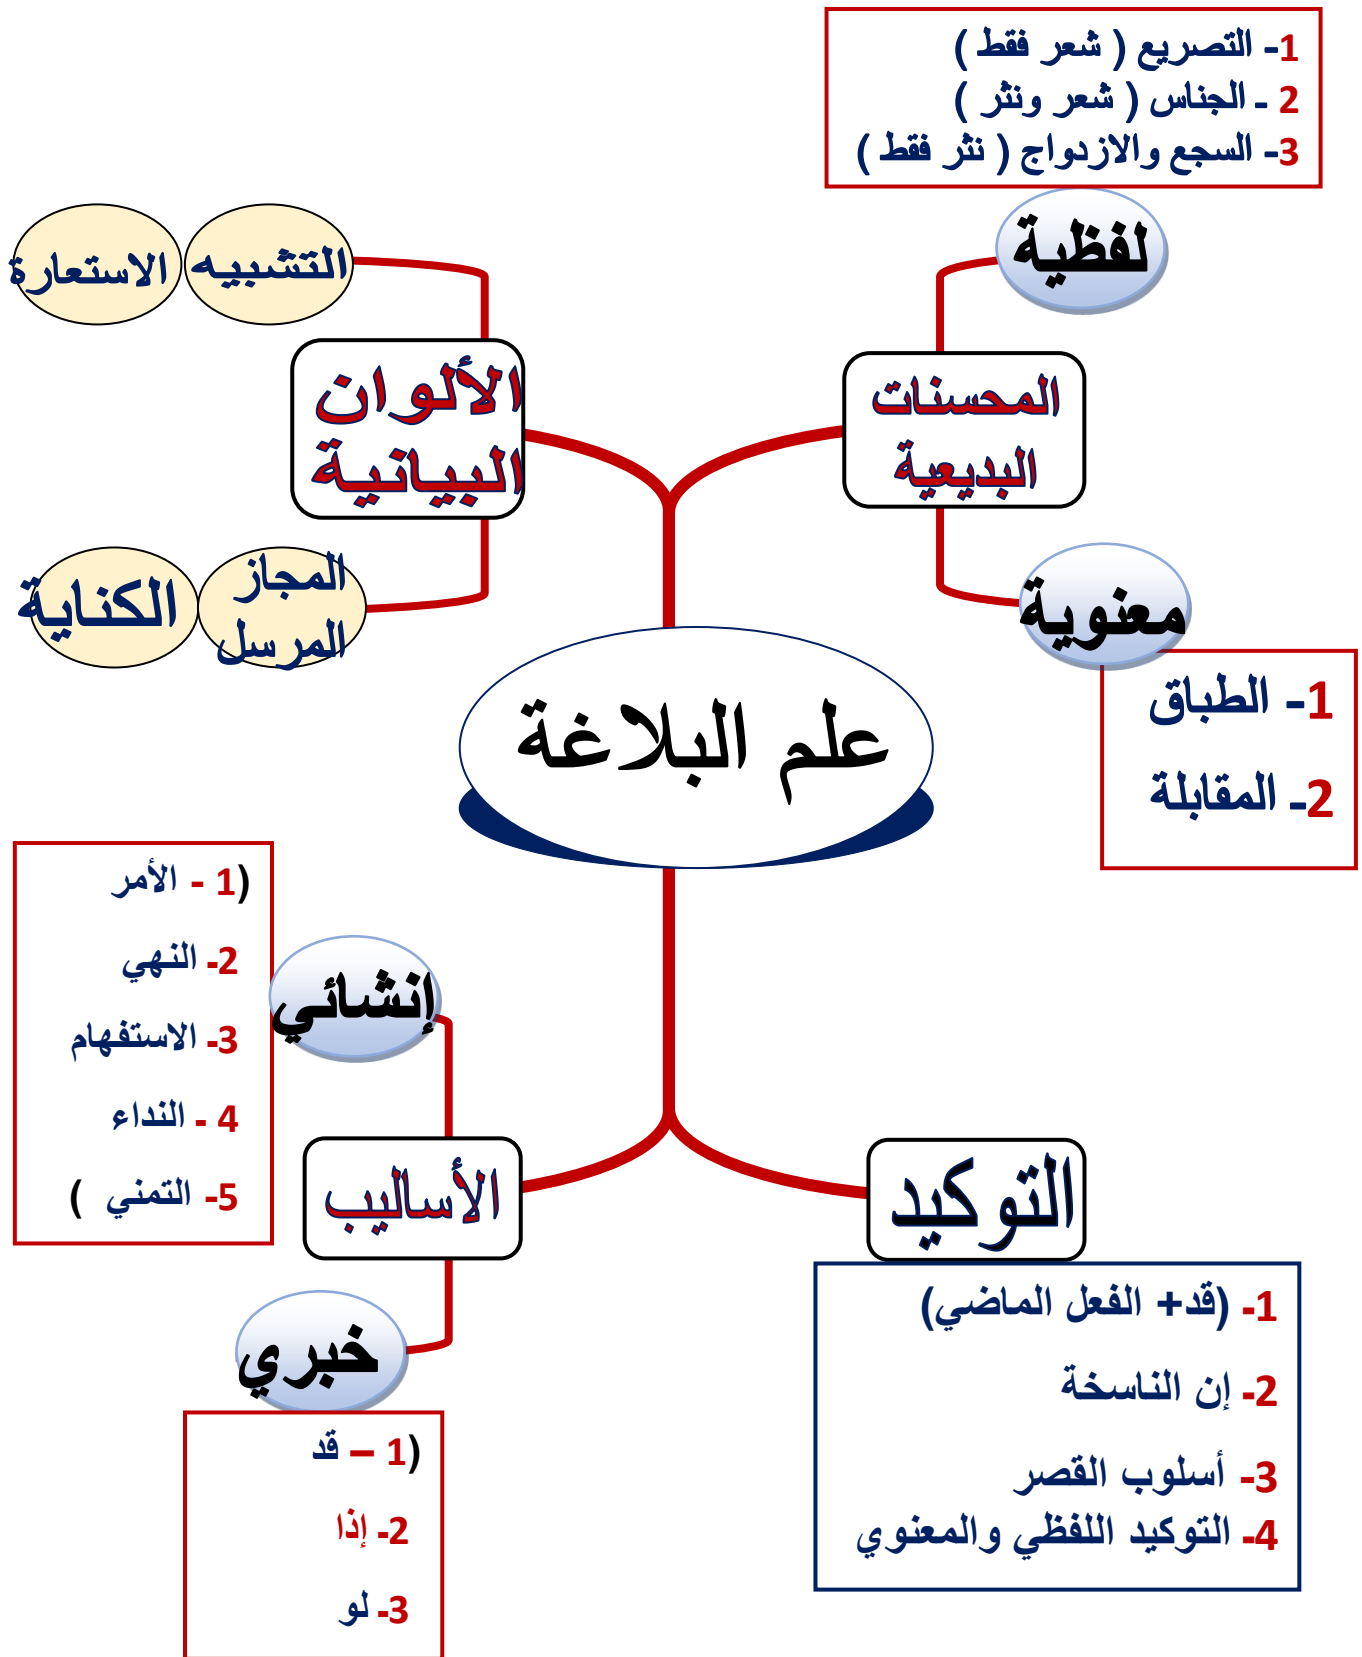 1- التصريع ( شعر فقط )
2 - الجناس ( شعر ونثر )
3- السجع والازدواج ( نثر فقط )
لفظية
المحسنات
البديعية
معنوية
1- الطباق
2- المقابلة
التشبيه
الاستعارة
الألوان
البيانية
المجاز
المرسل
الكناية
علم البلاغة
إنشائي
(1 - الأمر
2- النهي
3- الاستفهام
4 - النداء
5- التمني )
الأساليب
خبري
(1 – قد
2- إذا
3- لو
التوكيد
1- (قد+ الفعل الماضي)
2- إن الناسخة
3- أسلوب القصر
4- التوكيد اللفظي والمعنوي